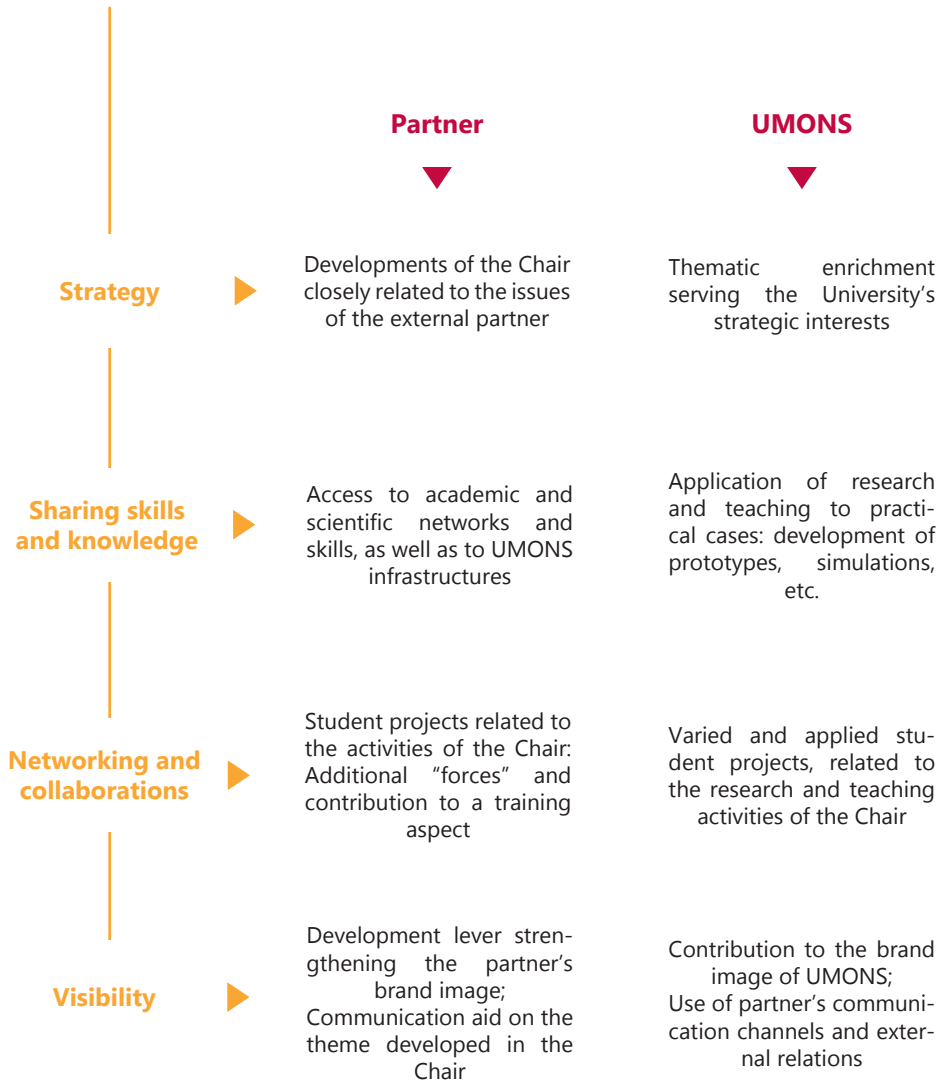 Partner
UMONS
Strategy
Developments of the Chair
closely related to the issues
of the external partner
Thematic enrichment
serving the University's
strategic interests
Sharing skills
and knowledge
Access to academic and
scientific networks and
skills, as well as to UMONS
infrastructures
Application of research
and teaching to practi-
cal cases: development of
prototypes, simulations,
etc.
Networking and
collaborations
Student projects related to
the activities of the Chair:
Additional “forces” and
contribution to a training
aspect
Varied and applied stu-
dent projects, related to
the research and teaching
activities of the Chair
Visibility
Development lever stren-
gthening the partner's
brand image;
Communication aid on the
theme developed in the
Chair
Contribution to the brand
image of UMONS;
Use of partner's communi-
cation channels and exter-
nal relations